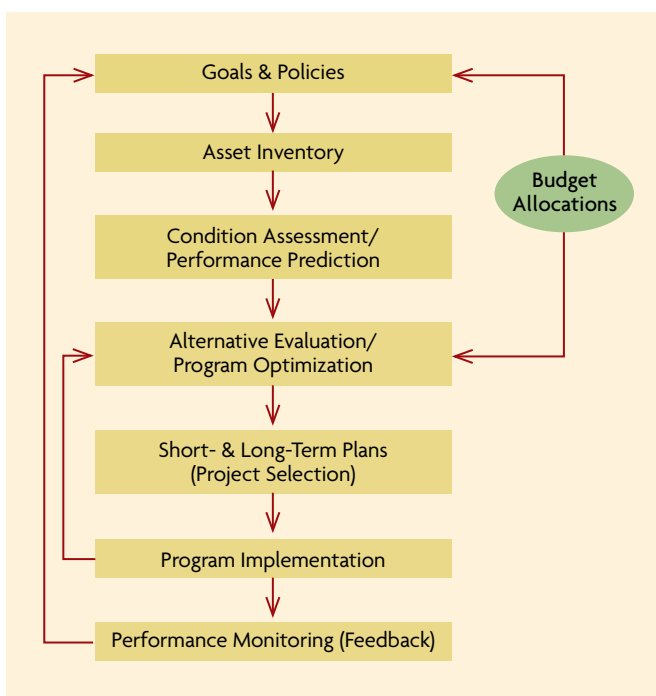 Goals & Policies
Asset Inventory
Budget
Allocations
Condition Assessment/
Performance Prediction
Alternative Evaluation/
Program Optimization
Short- & Long-Term Plans
(Project Selection)
Program Implementation
Performance Monitoring (Feedback)